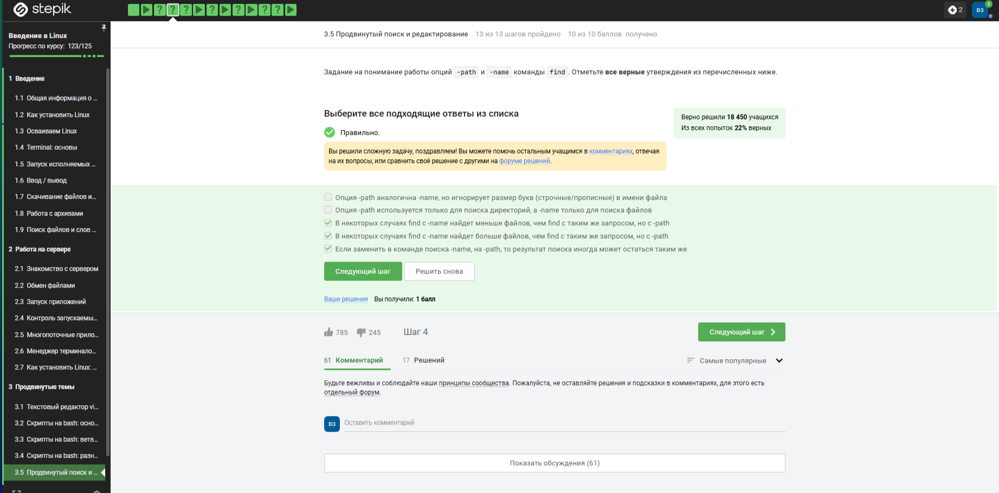 stepik
? ? ? ? ? ? ?
2
ВЗ
1
Введение в Linux
Прогресс по курсу: 123/125
1 Введение
1.1 Общая информация о ...
1.2 Как установить Linux
1.3 Осваиваем Linux
1.4 Terminal: основы
1.5 Запуск исполняемых ...
1.6 Ввод / вывод
1.7 Скачивание файлов и...
1.8 Работа с архивами
1.9 Поиск файлов и слов ...
2 Работа на сервере
2.1 Знакомство с сервером
2.2 Обмен файлами
2.3 Запуск приложений
2.4 Контроль запускаемы...
2.5 Многопоточные прило...
2.6 Менеджер терминало...
2.7 Как установить Linux: ...
3 Продвинутые темы
3.1 Текстовый редактор vi...
3.2 Скрипты на bash: осно...
3.3 Скрипты на bash: ветв...
3.4 Скрипты на bash: разн...
3.5 Продвинутый поиск и ...
3.5 Продвинутый поиск и редактирование 13 из 13 шагов пройдено 10 из 10 баллов получено
Задание на понимание работы опций -path и -name команды find. Отметьте все верные утверждения из перечисленных ниже.
Выберите все подходящие ответы из списка
Верно решили 18 450 учащихся
Из всех попыток 22% верных
Правильно.
Вы решили сложную задачу, поздравляем! Вы можете помочь остальным учащимся в комментариях, отвечая
на их вопросы, или сравнить своё решение с другими на форуме решений.
Опция -path аналогична -name, но игнорирует размер букв (строчные/прописные) в имени файла
Опция -path используется только для поиска директорий, а -name только для поиска файлов
В некоторых случаях find с -name найдет меньше файлов, чем find с таким же запросом, но с -path
В некоторых случаях find с -name найдет больше файлов, чем find с таким же запросом, но с -path
Если заменить в команде поиска -name, на -path, то результат поиска иногда может остаться таким же
Следующий шаг Решить снова
Ваши решения Вы получили: 1 балл
785 245 Шаг 4 Следующий шаг
61 Комментарий 17 Решений Самые популярные
Будьте вежливы и соблюдайте наши принципы сообщества. Пожалуйста, не оставляйте решения и подсказки в комментариях, для этого есть
отдельный форум.
ВЗ Оставить комментарий
Показать обсуждения (61)